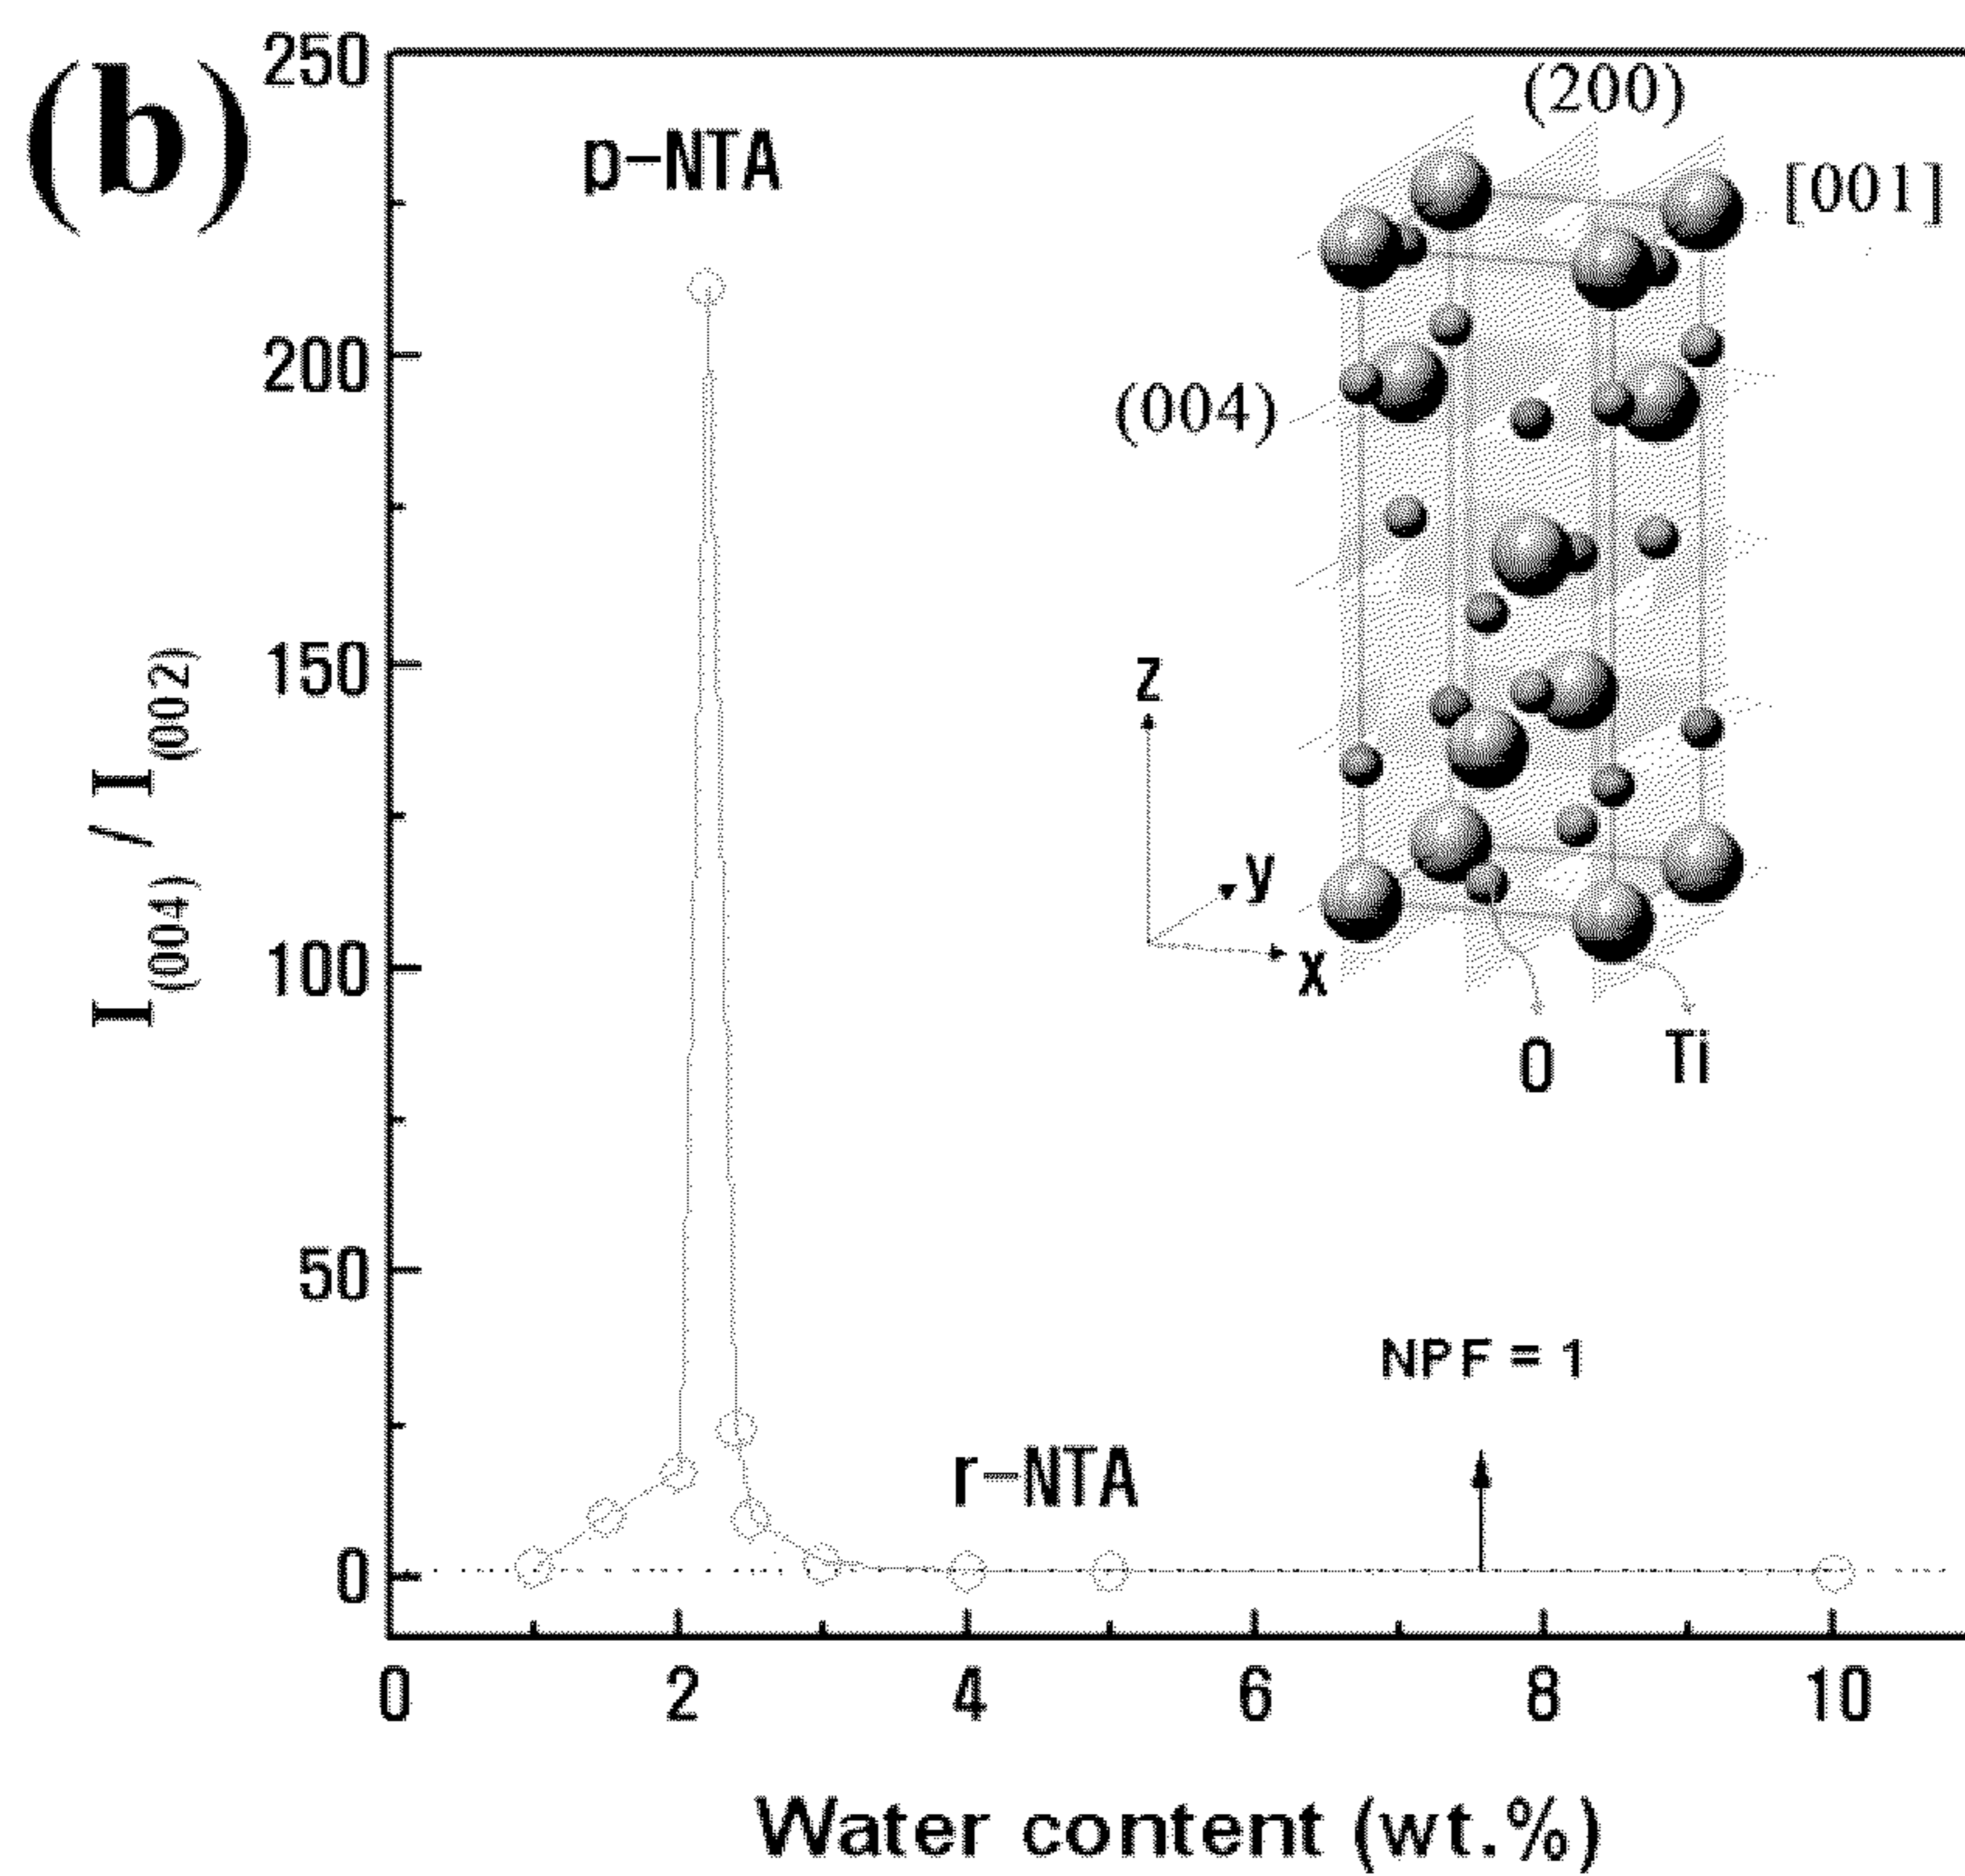 (b)
250
200
150
100
50
0
I(004) / I(002)
p-NTA
(200)
[001]
(004)
z
y
x
O
Ti
NPF = 1
r-NTA
0 2 4 6 8 10
Water content (wt.%)